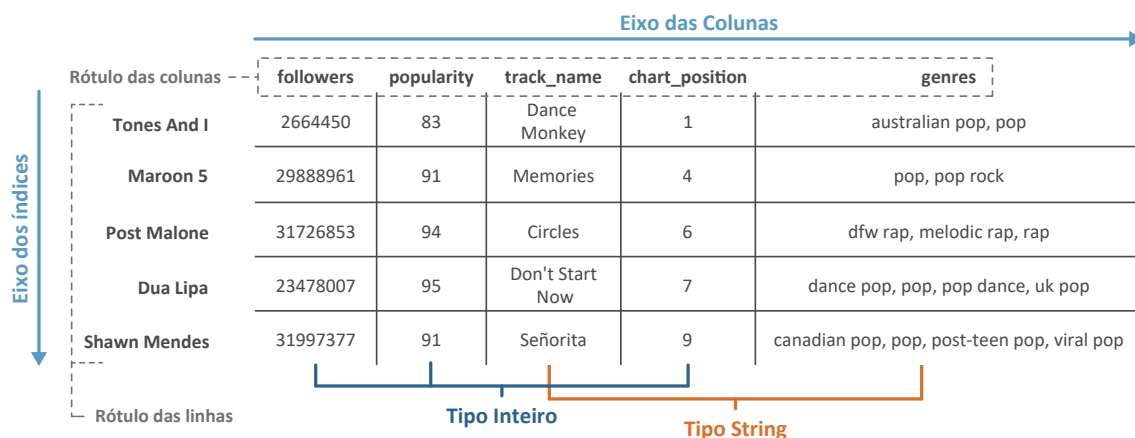 Eixo das Colunas
Rótulo das colunas
followers popularity track_name chart_position genres
Eixo dos índices
Tones And I 2664450 83 Dance Monkey 1 australian pop, pop
Maroon 5 29888961 91 Memories 4 pop, pop rock
Post Malone 31726853 94 Circles 6 dfw rap, melodic rap, rap
Dua Lipa 23478007 95 Don't Start Now 7 dance pop, pop, pop dance, uk pop
Shawn Mendes 31997377 91 Señorita 9 canadian pop, pop, post-teen pop, viral pop
Rótulo das linhas
Tipo Inteiro
Tipo String